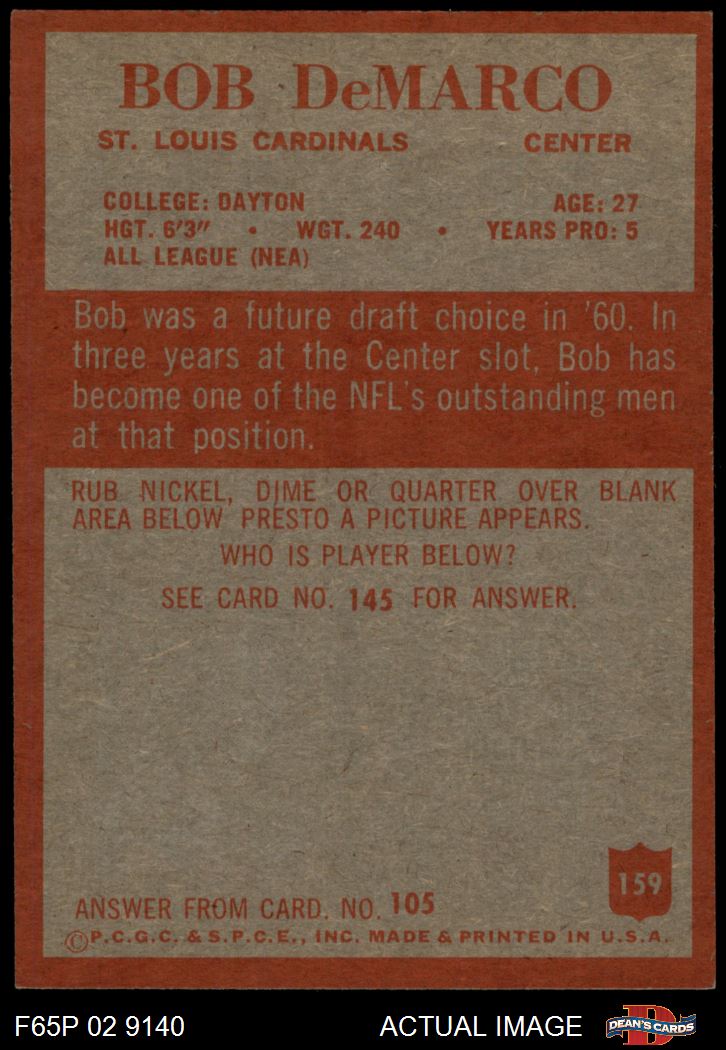 BOB DeMARCO
ST. LOUIS CARDINALS CENTER
COLLEGE: DAYTON AGE: 27
HGT. 6'3" • WGT. 240 • YEARS PRO: 5
ALL LEAGUE (NEA)
Bob was a future draft choice in '60. In
three years at the Center slot, Bob has
become one of the NFL's outstanding men
at that position.
RUB NICKEL, DIME OR QUARTER OVER BLANK
AREA BELOW PRESTO A PICTURE APPEARS.
WHO IS PLAYER BELOW?
SEE CARD NO. 145 FOR ANSWER.
159
ANSWER FROM CARD. NO. 105
©P.C.G.C. & S.P.C.E., INC. MADE & PRINTED IN U.S.A.
F65P 02 9140 ACTUAL IMAGE
D
DEAN'S CARDS